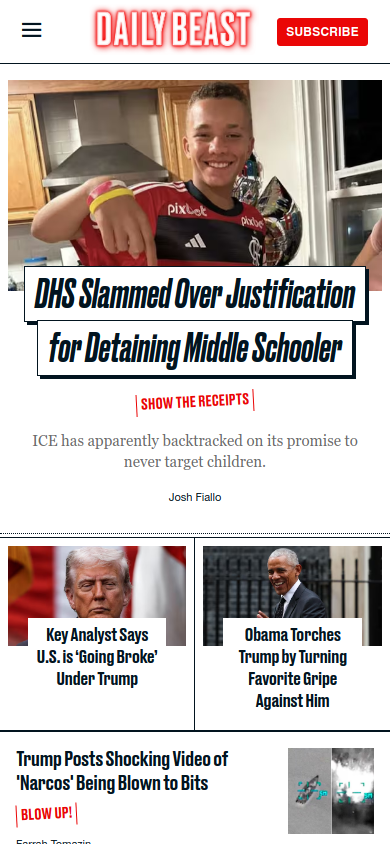 DAILY BEAST
SUBSCRIBE
pixbet
pixbet
DHS Slammed Over Justification
for Detaining Middle Schooler
SHOW THE RECEIPTS
ICE has apparently backtracked on its promise to
never target children.
Josh Fiallo
Key Analyst Says
U.S. is ‘Going Broke’
Under Trump
Obama Torches
Trump by Turning
Favorite Gripe
Against Him
Trump Posts Shocking Video of
'Narcos' Being Blown to Bits
BLOW UP!
Farrah Tomazin